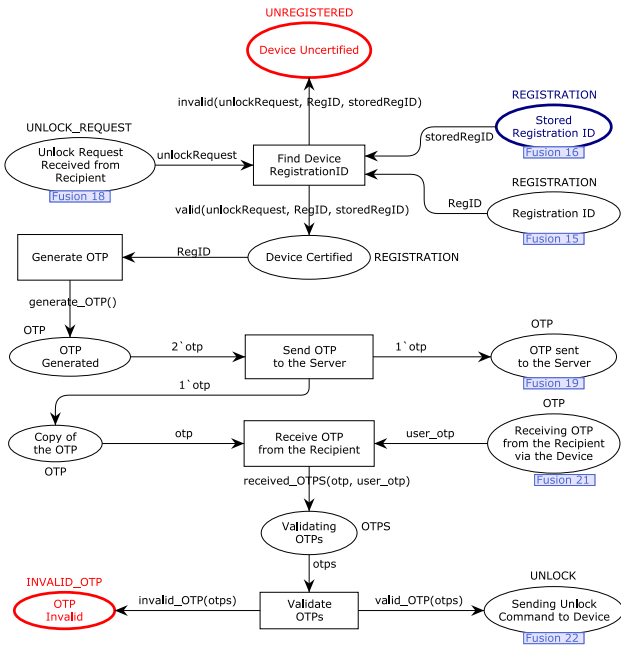 UNREGISTERED
Device Uncertified
invalid(unlockRequest, RegID, storedRegID)
REGISTRATION
Stored
Registration ID
Fusion 16
storedRegID
UNLOCK_REQUEST
Unlock Request
Received from
Recipient
Fusion 18
unlockRequest
Find Device
RegistrationID
REGISTRATION
RegID
Registration ID
Fusion 15
valid(unlockRequest, RegID, storedRegID)
Generate OTP
RegID
Device Certified
REGISTRATION
generate_OTP()
OTP
OTP
Generated
2`otp
Send OTP
to the Server
1`otp
OTP
OTP sent
to the Server
Fusion 19
1`otp
Copy of
the OTP
OTP
otp
Receive OTP
from the Recipient
user_otp
OTP
Receiving OTP
from the Recipient
via the Device
Fusion 21
received_OTPS(otp, user_otp)
Validating
OTPs
OTPS
otps
INVALID_OTP
OTP
Invalid
invalid_OTP(otps)
Validate
OTPs
valid_OTP(otps)
UNLOCK
Sending Unlock
Command to Device
Fusion 22